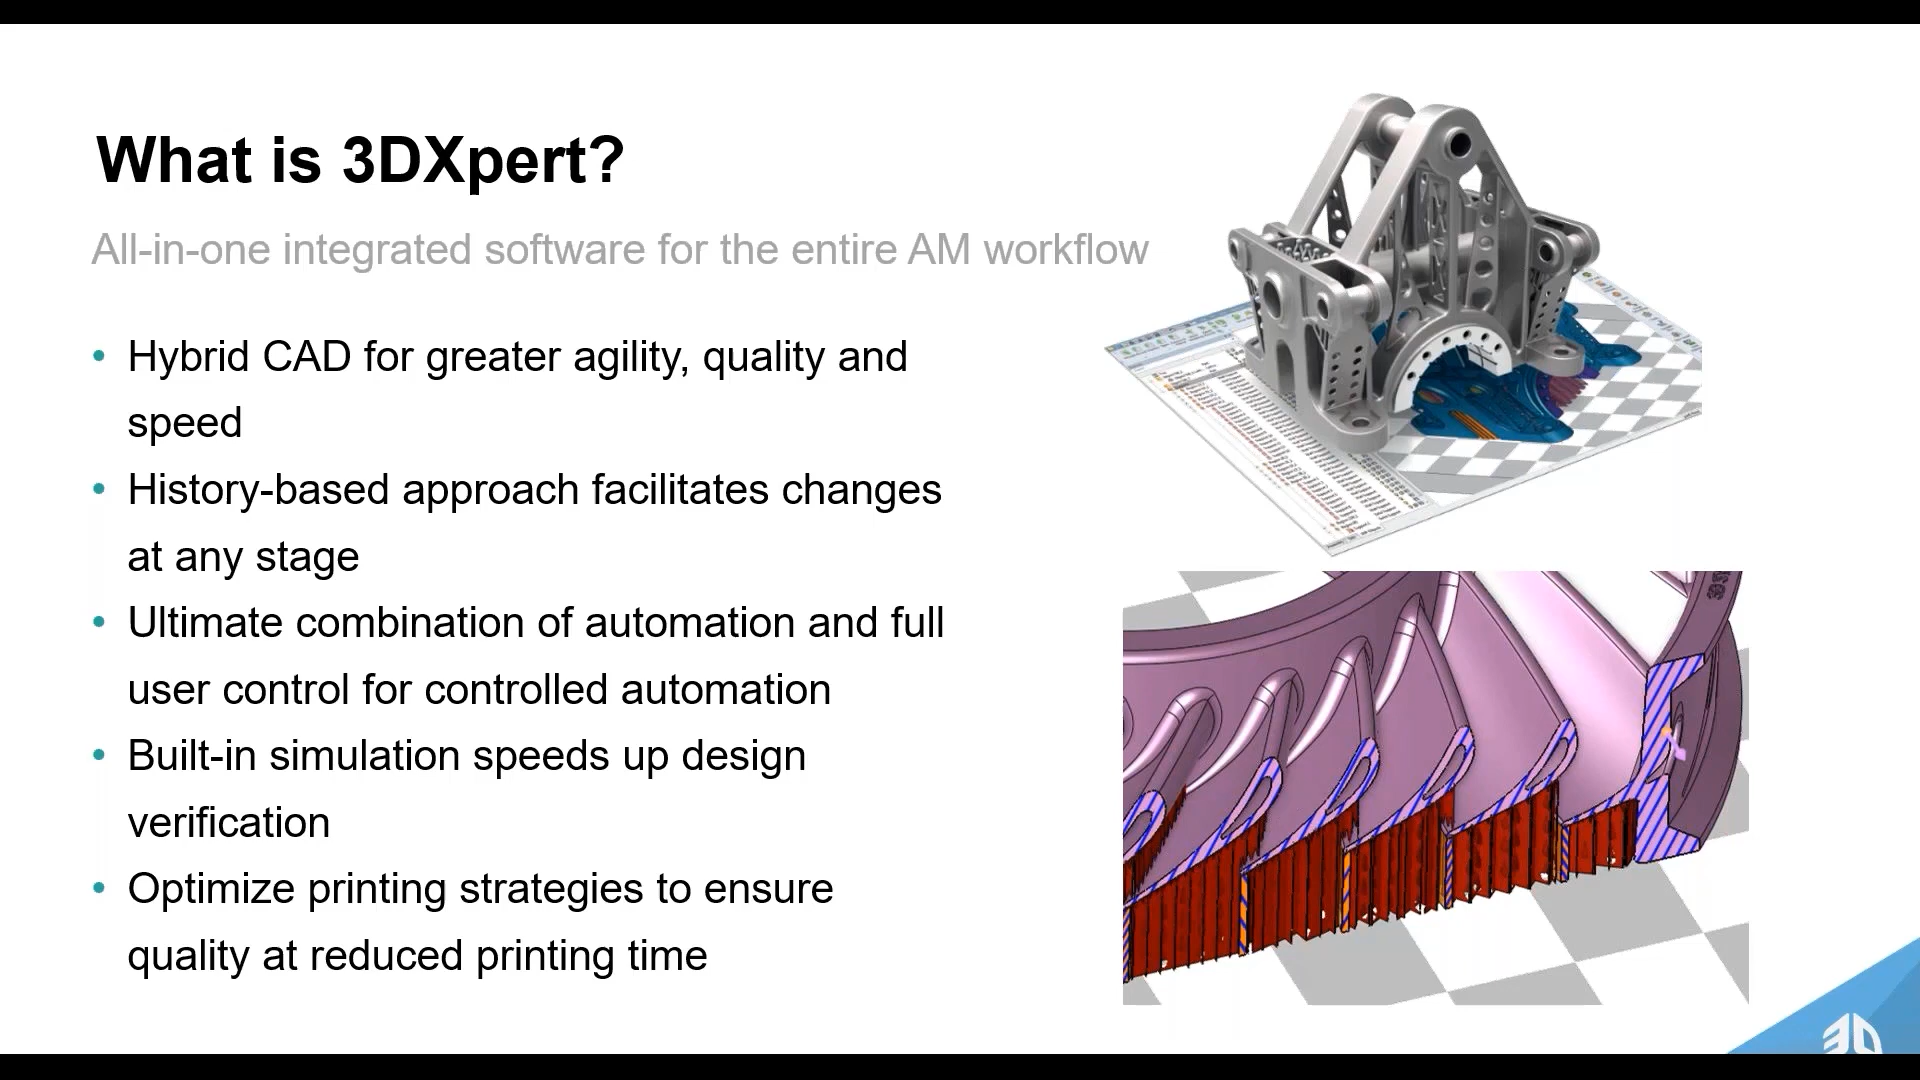 What is 3DXpert?
All-in-one integrated software for the entire AM workflow
• Hybrid CAD for greater agility, quality and
speed
• History-based approach facilitates changes
at any stage
• Ultimate combination of automation and full
user control for controlled automation
• Built-in simulation speeds up design
verification
• Optimize printing strategies to ensure
quality at reduced printing time
3D